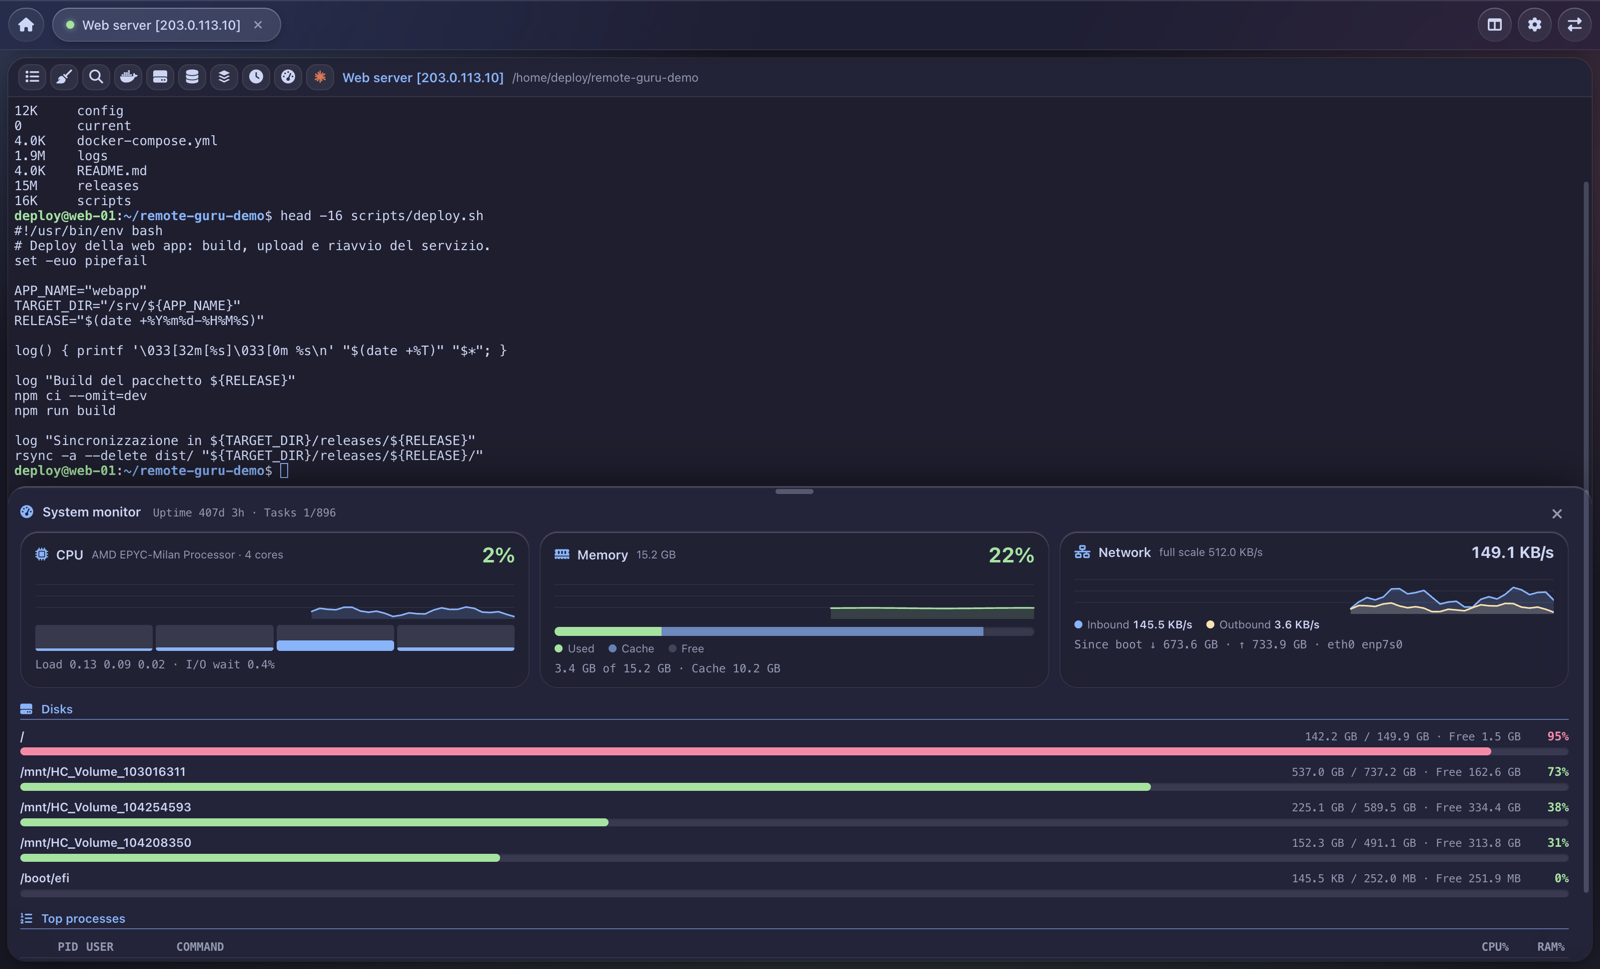 Web server [203.0.113.10]
Web server [203.0.113.10] /home/deploy/remote-guru-demo
12K config
0 current
4.0K docker-compose.yml
1.9M logs
4.0K README.md
15M releases
16K scripts
deploy@web-01:~/remote-guru-demo$ head -16 scripts/deploy.sh
#!/usr/bin/env bash
# Deploy della web app: build, upload e riavvio del servizio.
set -euo pipefail
APP_NAME="webapp"
TARGET_DIR="/srv/${APP_NAME}"
RELEASE="$(date +%Y%m%d-%H%M%S)"
log() { printf '\033[32m[%s]\033[0m %s\n' "$(date +%T)" "$*"; }
log "Build del pacchetto ${RELEASE}"
npm ci --omit=dev
npm run build
log "Sincronizzazione in ${TARGET_DIR}/releases/${RELEASE}"
rsync -a --delete dist/ "${TARGET_DIR}/releases/${RELEASE}/"
deploy@web-01:~/remote-guru-demo$
System monitor Uptime 407d 3h · Tasks 1/896
CPU AMD EPYC-Milan Processor · 4 cores 2%
Load 0.13 0.09 0.02 · I/O wait 0.4%
Memory 15.2 GB 22%
Used Cache Free
3.4 GB of 15.2 GB · Cache 10.2 GB
Network full scale 512.0 KB/s 149.1 KB/s
Inbound 145.5 KB/s Outbound 3.6 KB/s
Since boot ↓ 673.6 GB · ↑ 733.9 GB · eth0 enp7s0
Disks
/ 142.2 GB / 149.9 GB · Free 1.5 GB 95%
/mnt/HC_Volume_103016311 537.0 GB / 737.2 GB · Free 162.6 GB 73%
/mnt/HC_Volume_104254593 225.1 GB / 589.5 GB · Free 334.4 GB 38%
/mnt/HC_Volume_104208350 152.3 GB / 491.1 GB · Free 313.8 GB 31%
/boot/efi 145.5 KB / 252.0 MB · Free 251.9 MB 0%
Top processes
PID USER COMMAND CPU% RAM%